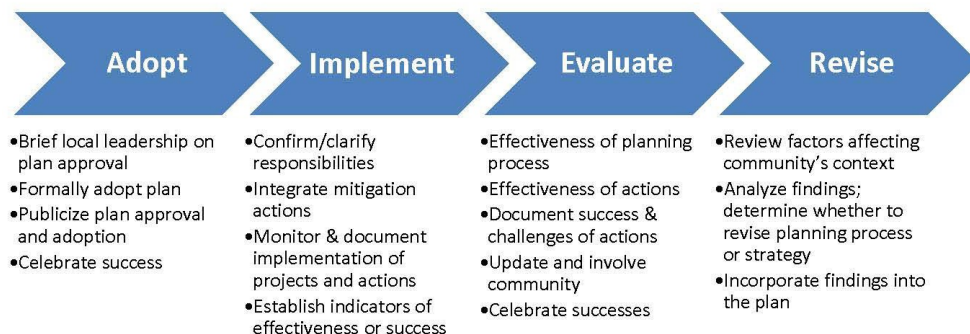 Adopt
•Brief local leadership on
plan approval
•Formally adopt plan
•Publicize plan approval
and adoption
•Celebrate success
Implement
•Confirm/clarify
responsibilities
•Integrate mitigation
actions
•Monitor & document
implementation of
projects and actions
•Establish indicators of
effectiveness or success
Evaluate
•Effectiveness of planning
process
•Effectiveness of actions
•Document success &
challenges of actions
•Update and involve
community
•Celebrate successes
Revise
•Review factors affecting
community's context
•Analyze findings;
determine whether to
revise planning process
or strategy
•Incorporate findings into
the plan